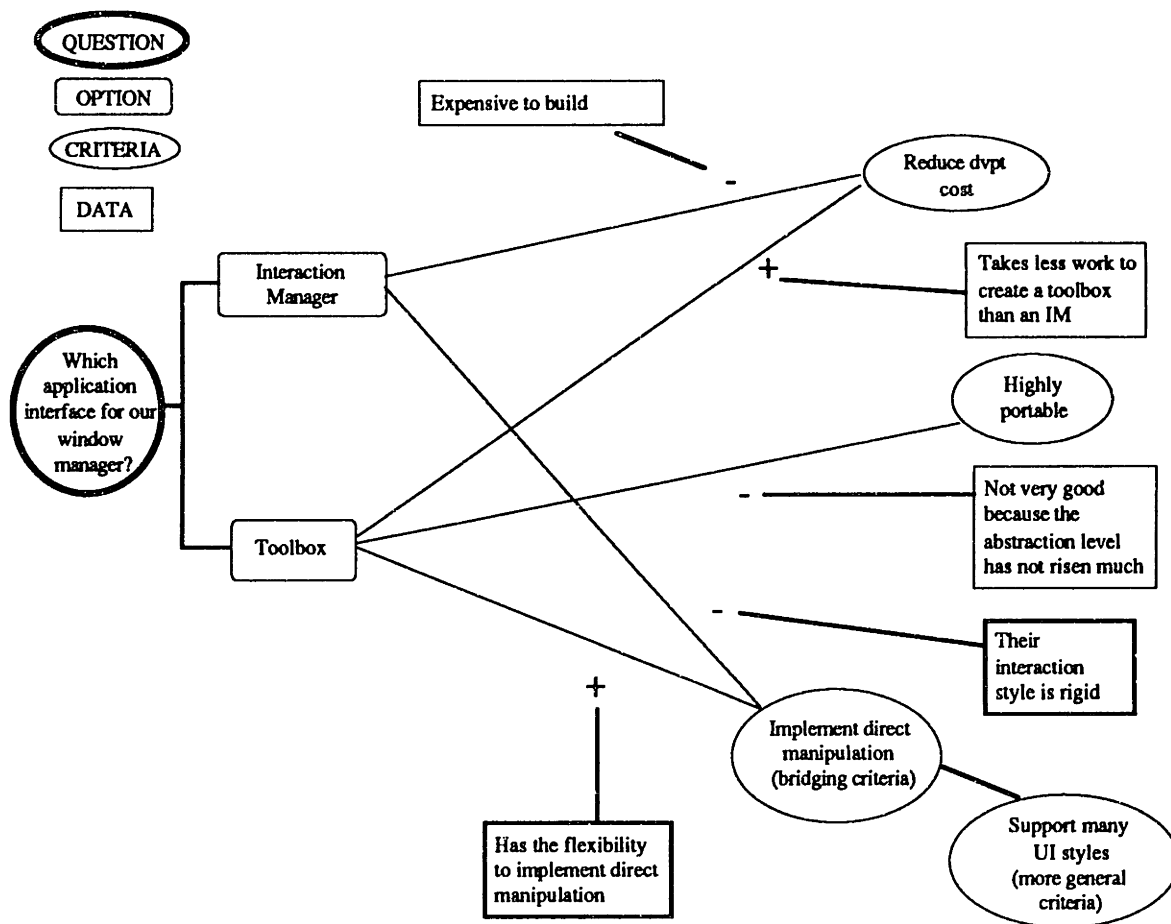 QUESTION
OPTION
CRITERIA
DATA
Expensive to build
-
Reduce dvpt
cost
Interaction
Manager
+
Takes less work to
create a toolbox
than an IM
Which
application
interface for our
window
manager?
Highly
portable
-
Not very good
because the
abstraction level
has not risen much
Toolbox
-
Their
interaction
style is rigid
+
Implement direct
manipulation
(bridging criteria)
Has the flexibility
to implement direct
manipulation
Support many
UI styles
(more general
criteria)